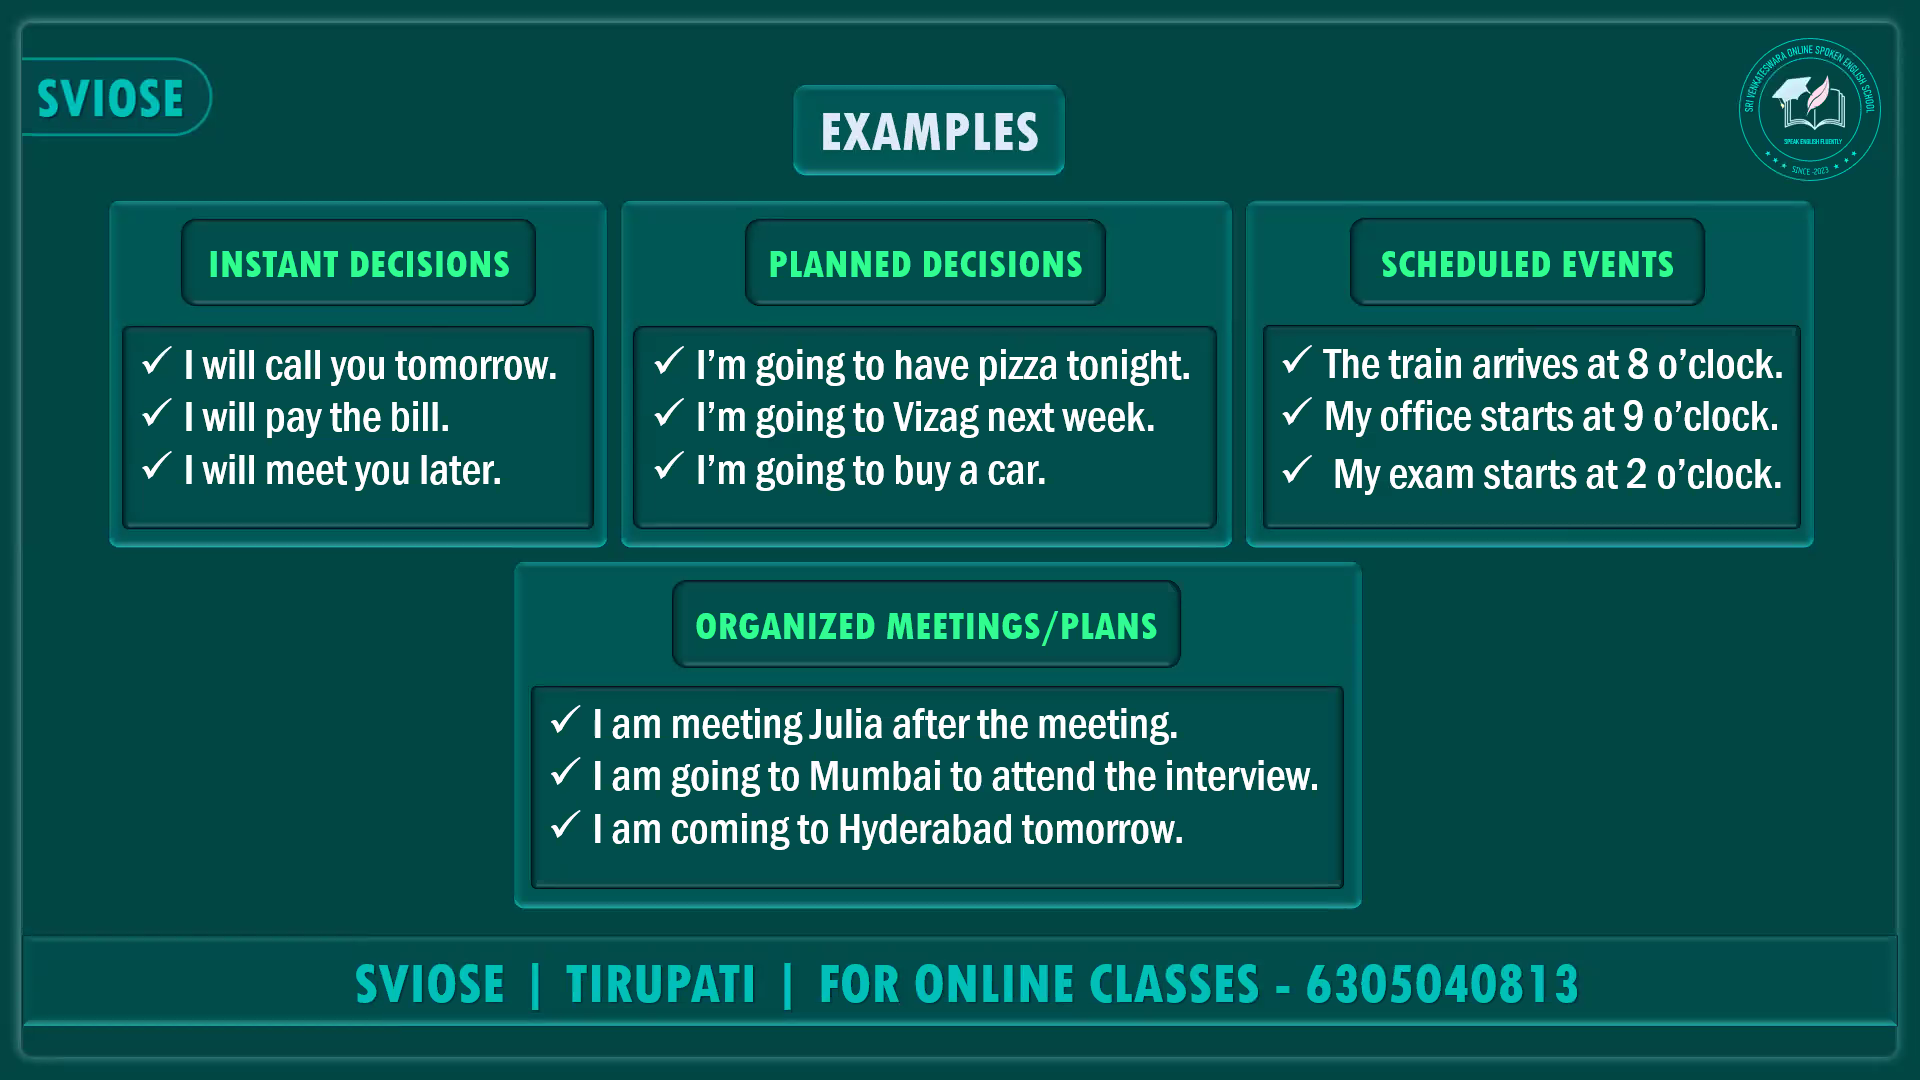 SVIOSE
SRI VENKATESWARA ONLINE SPOKEN ENGLISH SCHOOL
SPEAK ENGLISH FLUENTLY
SINCE -2023
EXAMPLES
INSTANT DECISIONS
✓ I will call you tomorrow.
✓ I will pay the bill.
✓ I will meet you later.
PLANNED DECISIONS
✓ I’m going to have pizza tonight.
✓ I’m going to Vizag next week.
✓ I’m going to buy a car.
SCHEDULED EVENTS
✓ The train arrives at 8 o’clock.
✓ My office starts at 9 o’clock.
✓ My exam starts at 2 o’clock.
ORGANIZED MEETINGS/PLANS
✓ I am meeting Julia after the meeting.
✓ I am going to Mumbai to attend the interview.
✓ I am coming to Hyderabad tomorrow.
SVIOSE | TIRUPATI | FOR ONLINE CLASSES - 6305040813